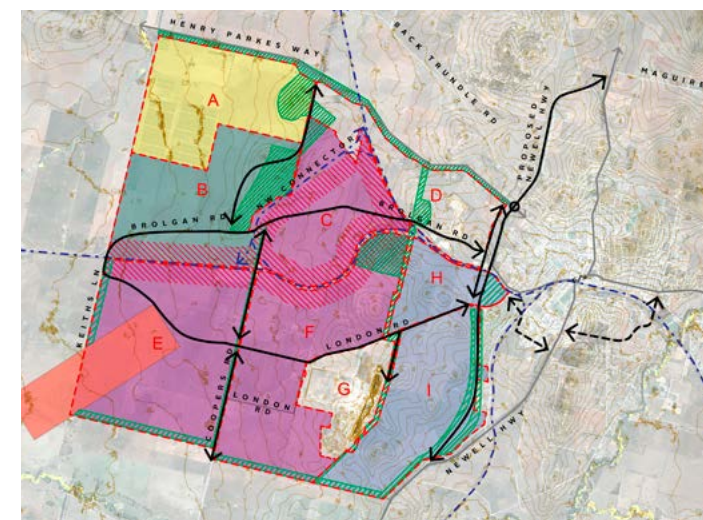 HENRY PARKES WAY
BACK TRUNDLE RD
MAGUIRE
PROPOSED
NEWELL HWY
A
B
NW CONNECTOR
D
BROLGAN RD
C
BROLGAN RD
H
KEITHS LN
E
F
LONDON RD
G
I
COOPERS
LONDON
RD
NEWELL HWY